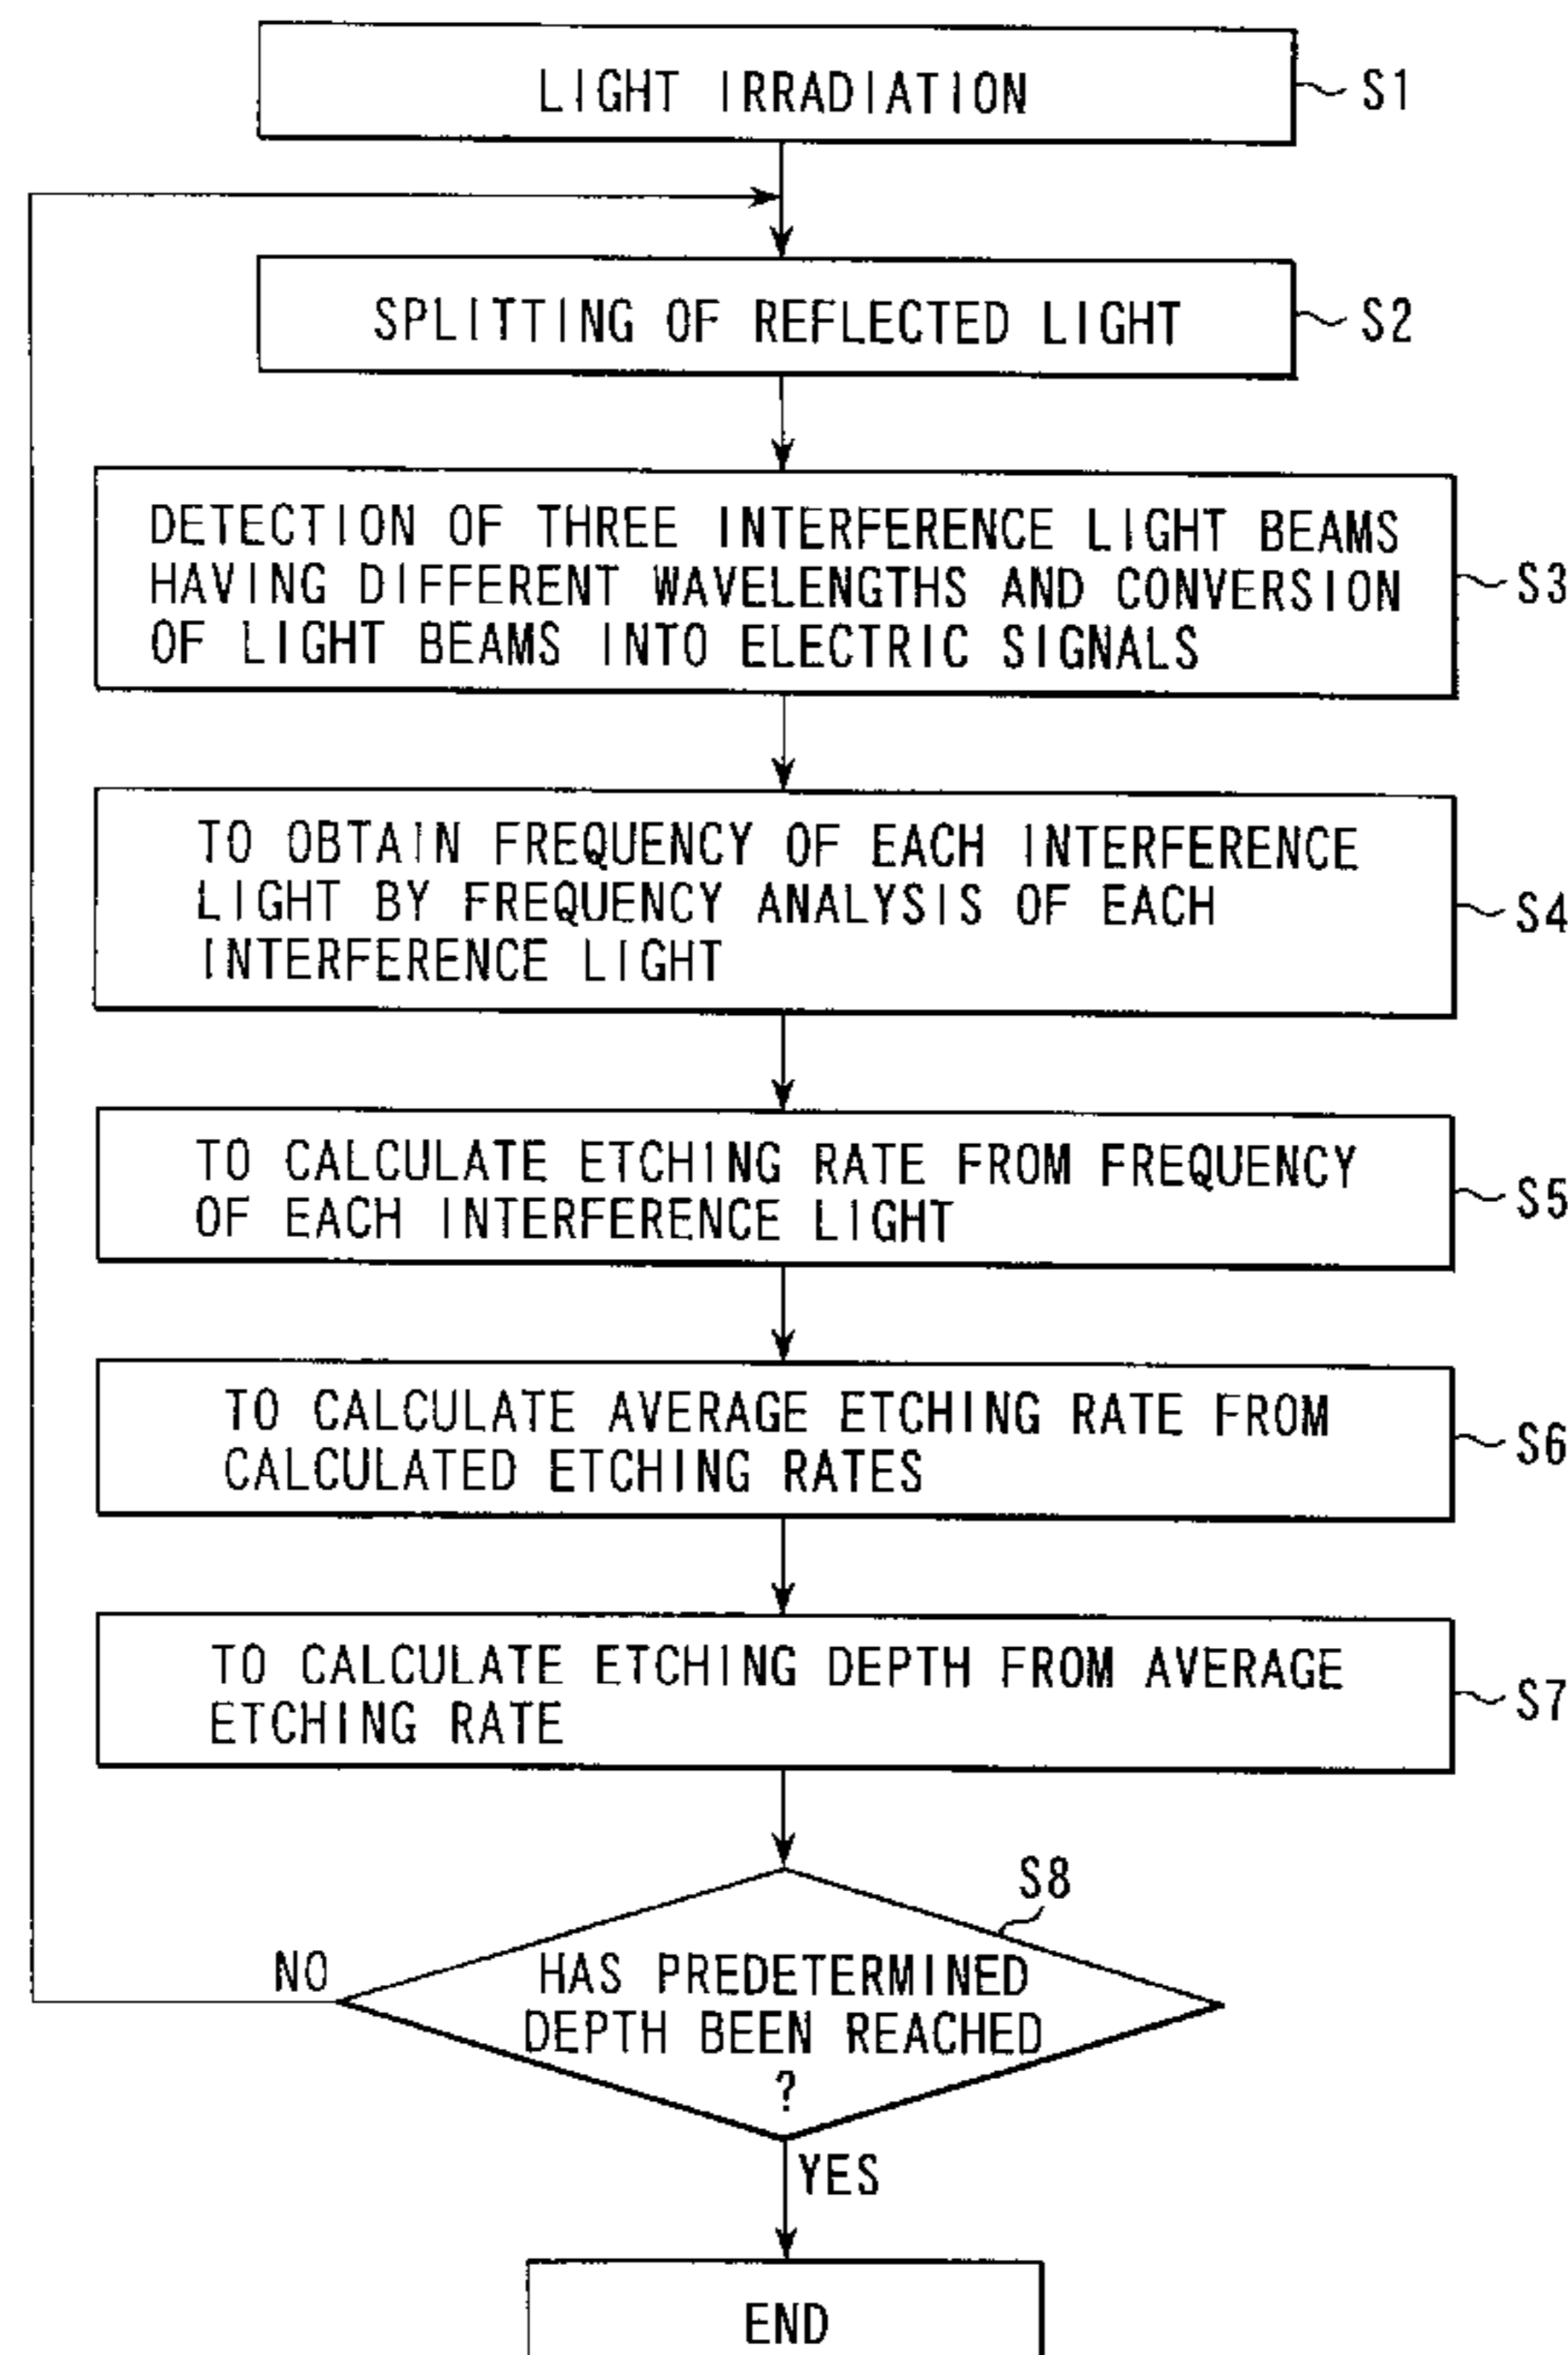 LIGHT IRRADIATION
S1
SPLITTING OF REFLECTED LIGHT
S2
DETECTION OF THREE INTERFERENCE LIGHT BEAMS
HAVING DIFFERENT WAVELENGTHS AND CONVERSION
OF LIGHT BEAMS INTO ELECTRIC SIGNALS
S3
TO OBTAIN FREQUENCY OF EACH INTERFERENCE
LIGHT BY FREQUENCY ANALYSIS OF EACH
INTERFERENCE LIGHT
S4
TO CALCULATE ETCHING RATE FROM FREQUENCY
OF EACH INTERFERENCE LIGHT
S5
TO CALCULATE AVERAGE ETCHING RATE FROM
CALCULATED ETCHING RATES
S6
TO CALCULATE ETCHING DEPTH FROM AVERAGE
ETCHING RATE
S7
S8
NO
HAS PREDETERMINED
DEPTH BEEN REACHED
?
YES
END